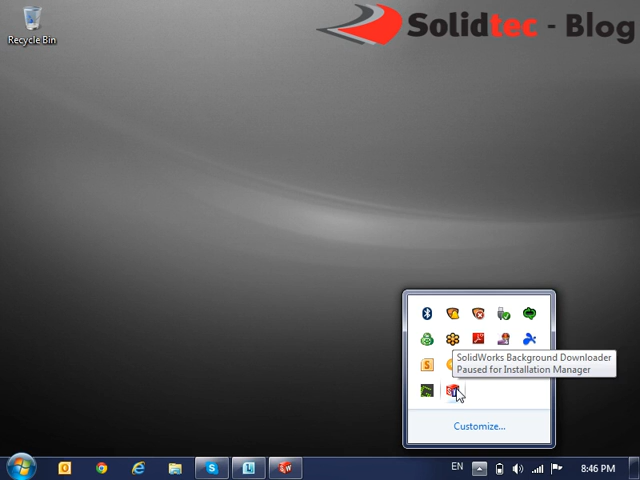 Solidtec - Blog
Recycle Bin
SolidWorks Background Downloader
Paused for Installation Manager
Customize...
EN
8:46 PM